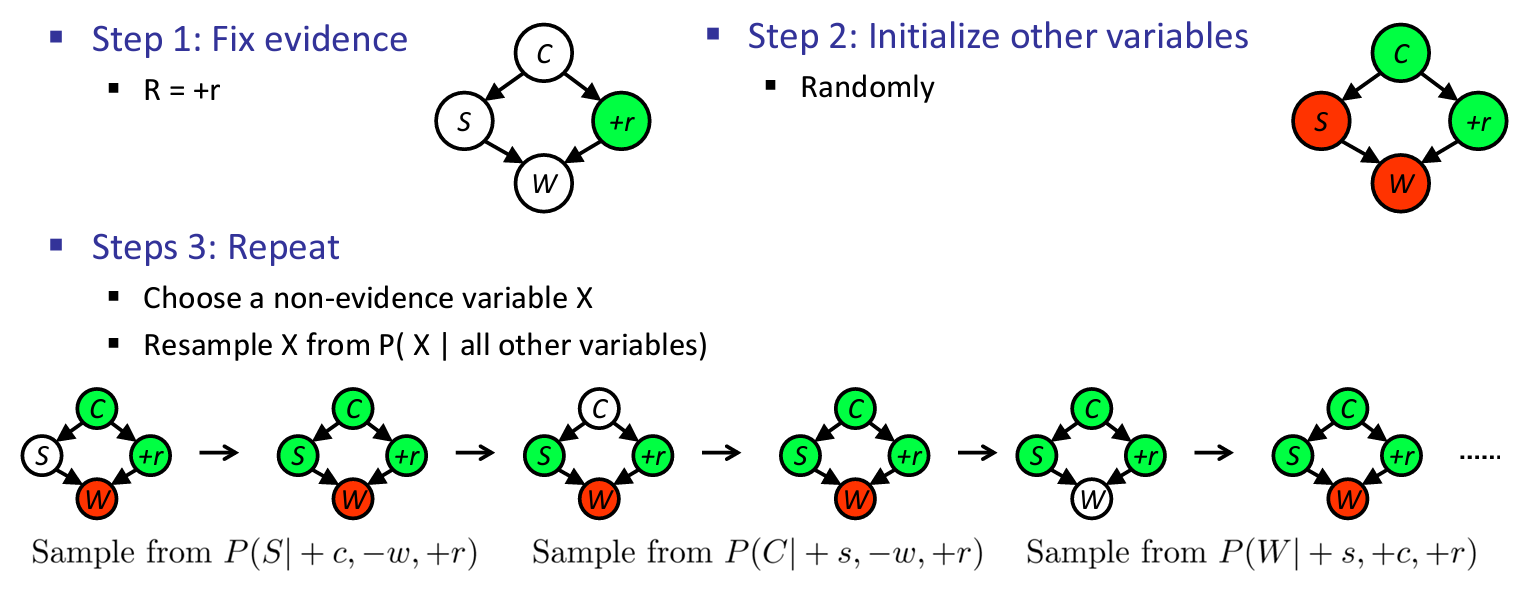 ▪ Step 1: Fix evidence
▪ R = +r
C
S
+r
W
▪ Step 2: Initialize other variables
▪ Randomly
C
S
+r
W
▪ Steps 3: Repeat
▪ Choose a non-evidence variable X
▪ Resample X from P( X | all other variables)
C C C C C C
S +r S +r S +r S +r S +r S +r ......
W W W W W W
Sample from P(S| + c, −w, +r) Sample from P(C| + s, −w, +r) Sample from P(W| + s, +c, +r)